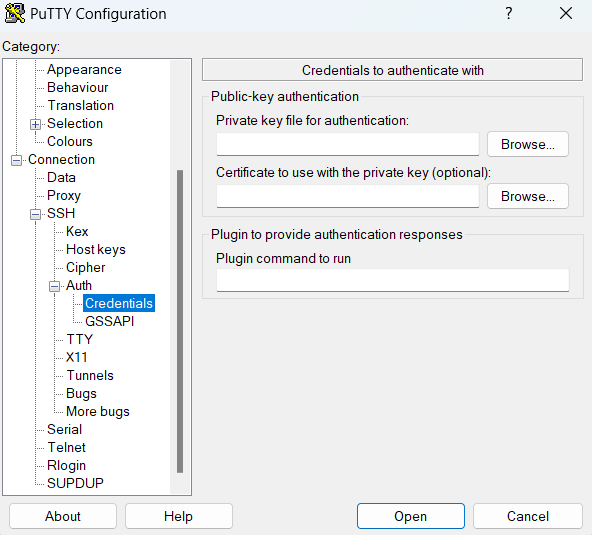 PuTTY Configuration
?
Category:
Appearance
Behaviour
Translation
Selection
Colours
Connection
Data
Proxy
SSH
Kex
Host keys
Cipher
Auth
Credentials
GSSAPI
TTY
X11
Tunnels
Bugs
More bugs
Serial
Telnet
Rlogin
SUPDUP
Credentials to authenticate with
Public-key authentication
Private key file for authentication:
Browse...
Certificate to use with the private key (optional):
Browse...
Plugin to provide authentication responses
Plugin command to run
About
Help
Open
Cancel